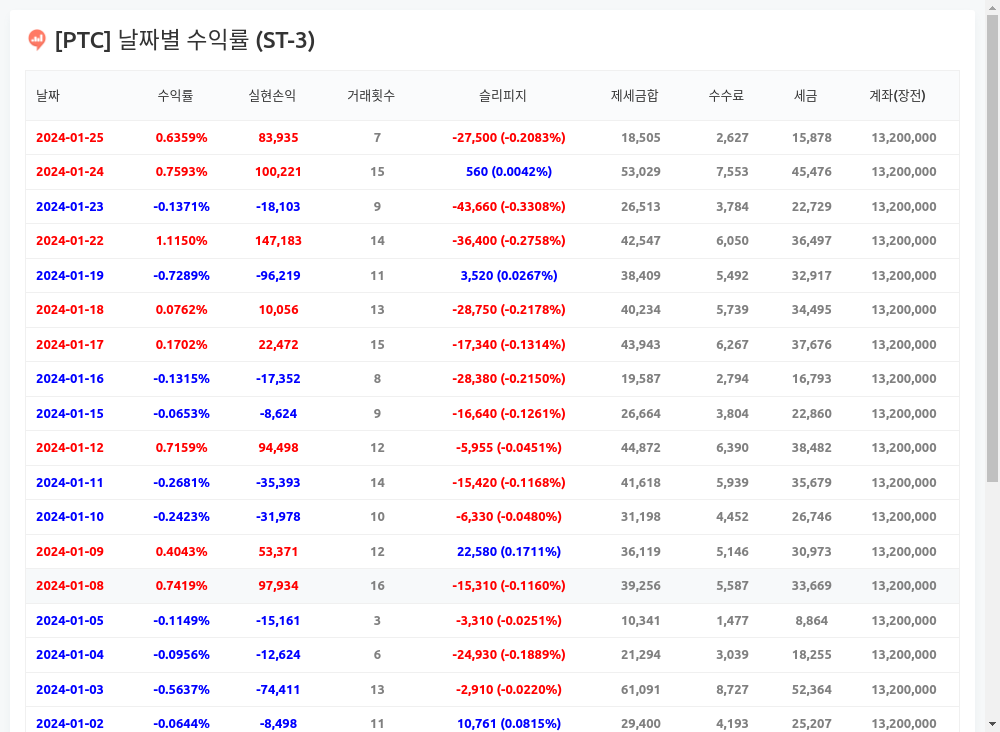 [PTC] 날짜별 수익률 (ST-3)
날짜 수익률 실현손익 거래횟수 슬리피지 제세금합 수수료 세금 계좌(장전)
2024-01-25 0.6359% 83,935 7 -27,500 (-0.2083%) 18,505 2,627 15,878 13,200,000
2024-01-24 0.7593% 100,221 15 560 (0.0042%) 53,029 7,553 45,476 13,200,000
2024-01-23 -0.1371% -18,103 9 -43,660 (-0.3308%) 26,513 3,784 22,729 13,200,000
2024-01-22 1.1150% 147,183 14 -36,400 (-0.2758%) 42,547 6,050 36,497 13,200,000
2024-01-19 -0.7289% -96,219 11 3,520 (0.0267%) 38,409 5,492 32,917 13,200,000
2024-01-18 0.0762% 10,056 13 -28,750 (-0.2178%) 40,234 5,739 34,495 13,200,000
2024-01-17 0.1702% 22,472 15 -17,340 (-0.1314%) 43,943 6,267 37,676 13,200,000
2024-01-16 -0.1315% -17,352 8 -28,380 (-0.2150%) 19,587 2,794 16,793 13,200,000
2024-01-15 -0.0653% -8,624 9 -16,640 (-0.1261%) 26,664 3,804 22,860 13,200,000
2024-01-12 0.7159% 94,498 12 -5,955 (-0.0451%) 44,872 6,390 38,482 13,200,000
2024-01-11 -0.2681% -35,393 14 -15,420 (-0.1168%) 41,618 5,939 35,679 13,200,000
2024-01-10 -0.2423% -31,978 10 -6,330 (-0.0480%) 31,198 4,452 26,746 13,200,000
2024-01-09 0.4043% 53,371 12 22,580 (0.1711%) 36,119 5,146 30,973 13,200,000
2024-01-08 0.7419% 97,934 16 -15,310 (-0.1160%) 39,256 5,587 33,669 13,200,000
2024-01-05 -0.1149% -15,161 3 -3,310 (-0.0251%) 10,341 1,477 8,864 13,200,000
2024-01-04 -0.0956% -12,624 6 -24,930 (-0.1889%) 21,294 3,039 18,255 13,200,000
2024-01-03 -0.5637% -74,411 13 -2,910 (-0.0220%) 61,091 8,727 52,364 13,200,000
2024-01-02 -0.0644% -8,498 11 10,761 (0.0815%) 29,400 4,193 25,207 13,200,000